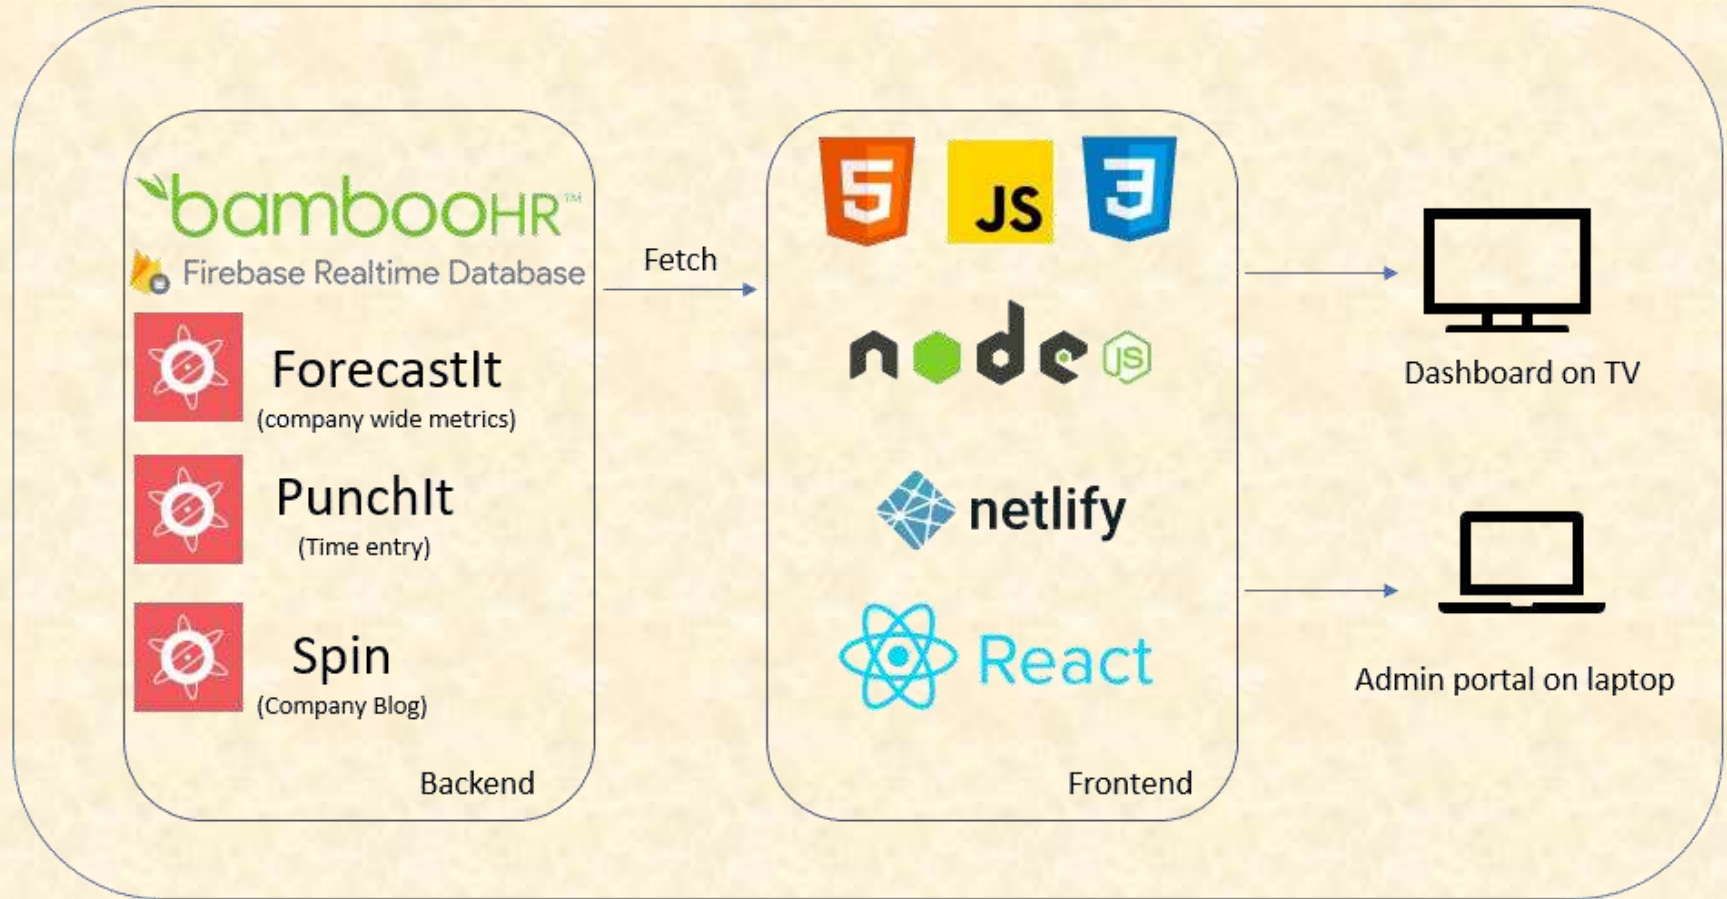 bambooHR™
Firebase Realtime Database
ForecastIt
(company wide metrics)
PunchIt
(Time entry)
Spin
(Company Blog)
Backend
Fetch
5 JS 3
node JS
netlify
React
Frontend
Dashboard on TV
Admin portal on laptop